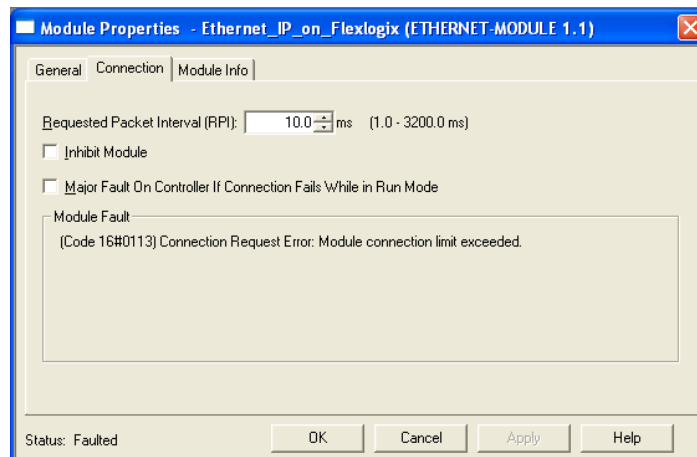 Module Properties - Ethernet_IP_on_Flexlogix (ETHERNET-MODULE 1.1)
General Connection Module Info
Requested Packet Interval (RPI): 10.0 ms (1.0 - 3200.0 ms)
Inhibit Module
Major Fault On Controller If Connection Fails While in Run Mode
Module Fault
(Code 16#0113) Connection Request Error: Module connection limit exceeded.
Status: Faulted OK Cancel Apply Help